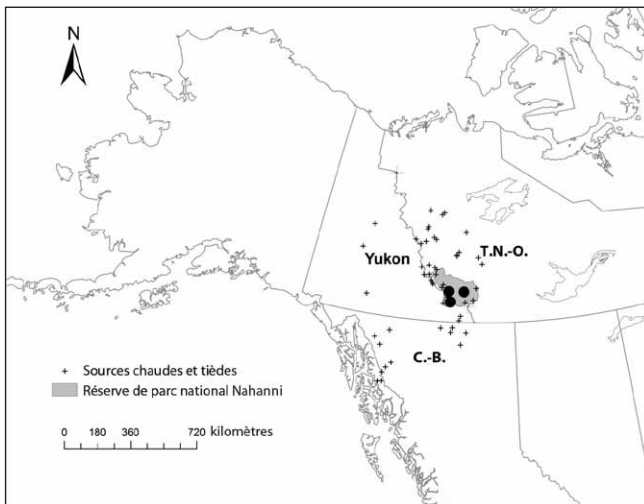 N
Yukon
T.N.-O.
C.-B.
Sources chaudes et tièdes
Réserve de parc national Nahanni
0 180 360 720 kilomètres